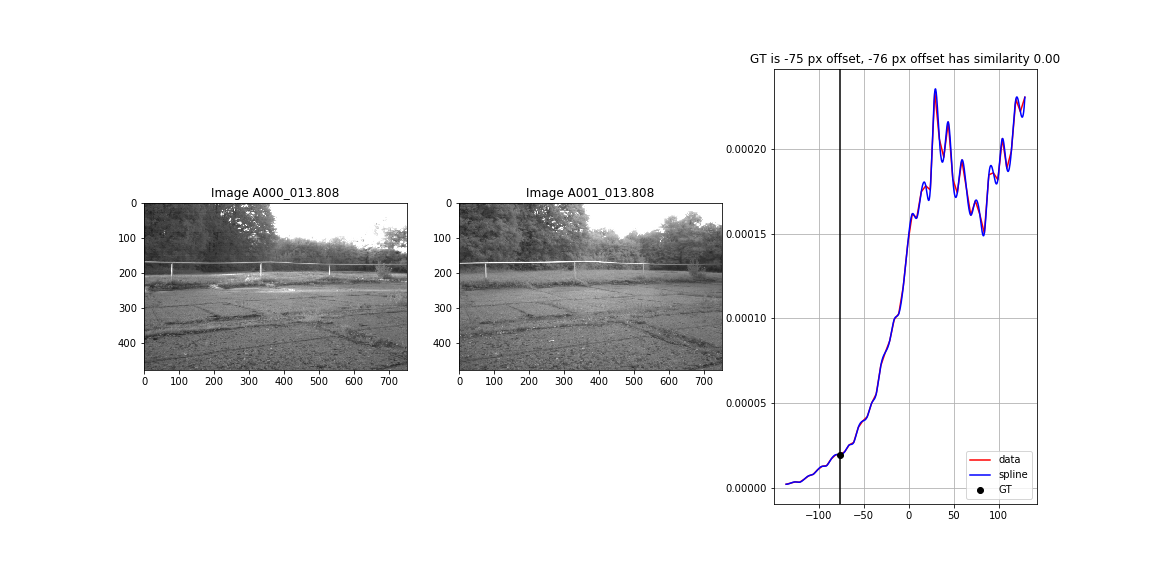 GT is -75 px offset, -76 px offset has similarity 0.00
Image A000_013.808
Image A001_013.808
0
100
200
300
400
0 100 200 300 400 500 600 700
0
100
200
300
400
0 100 200 300 400 500 600 700
0.00020
0.00015
0.00010
0.00005
0.00000
−100 −50 0 50 100
data
spline
GT